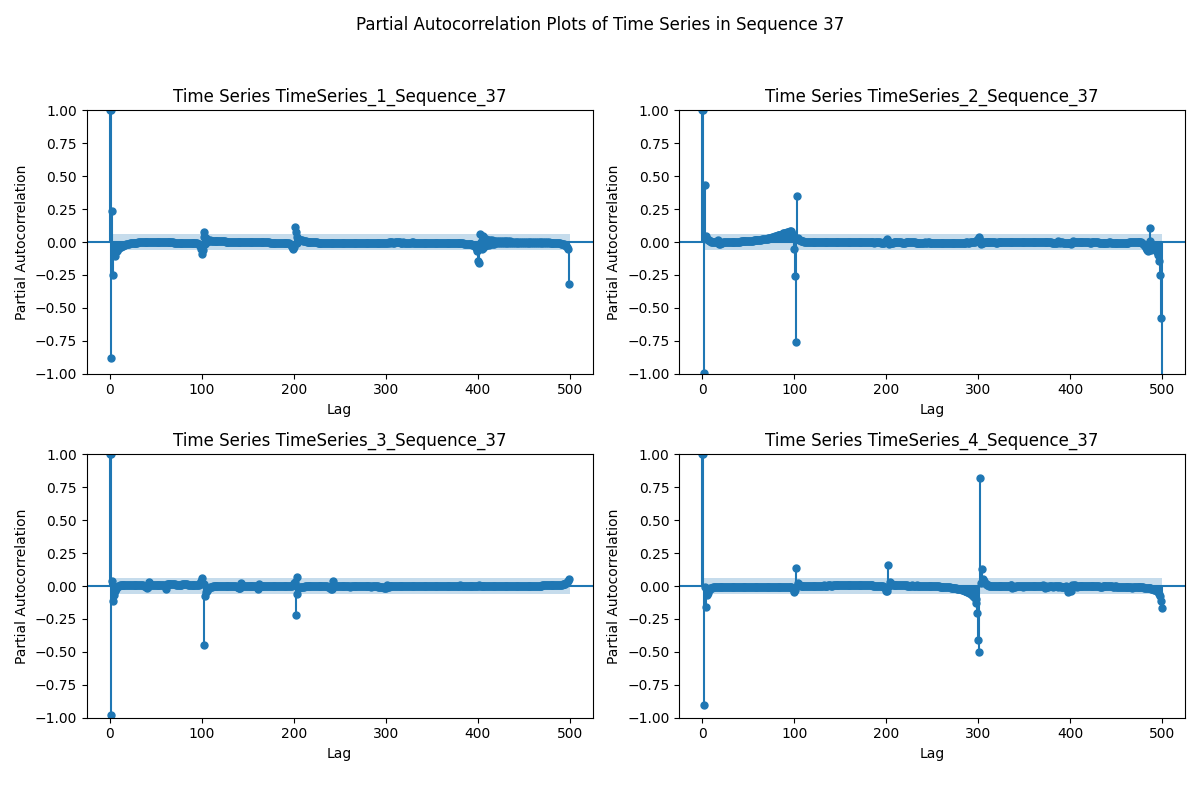 Partial Autocorrelation Plots of Time Series in Sequence 37
Time Series TimeSeries_1_Sequence_37
Time Series TimeSeries_2_Sequence_37
1.00
0.75
0.50
0.25
0.00
−0.25
−0.50
−0.75
−1.00
Partial Autocorrelation
0 100 200 300 400 500
Lag
1.00
0.75
0.50
0.25
0.00
−0.25
−0.50
−0.75
−1.00
Partial Autocorrelation
0 100 200 300 400 500
Lag
Time Series TimeSeries_3_Sequence_37
Time Series TimeSeries_4_Sequence_37
1.00
0.75
0.50
0.25
0.00
−0.25
−0.50
−0.75
−1.00
Partial Autocorrelation
0 100 200 300 400 500
Lag
1.00
0.75
0.50
0.25
0.00
−0.25
−0.50
−0.75
−1.00
Partial Autocorrelation
0 100 200 300 400 500
Lag